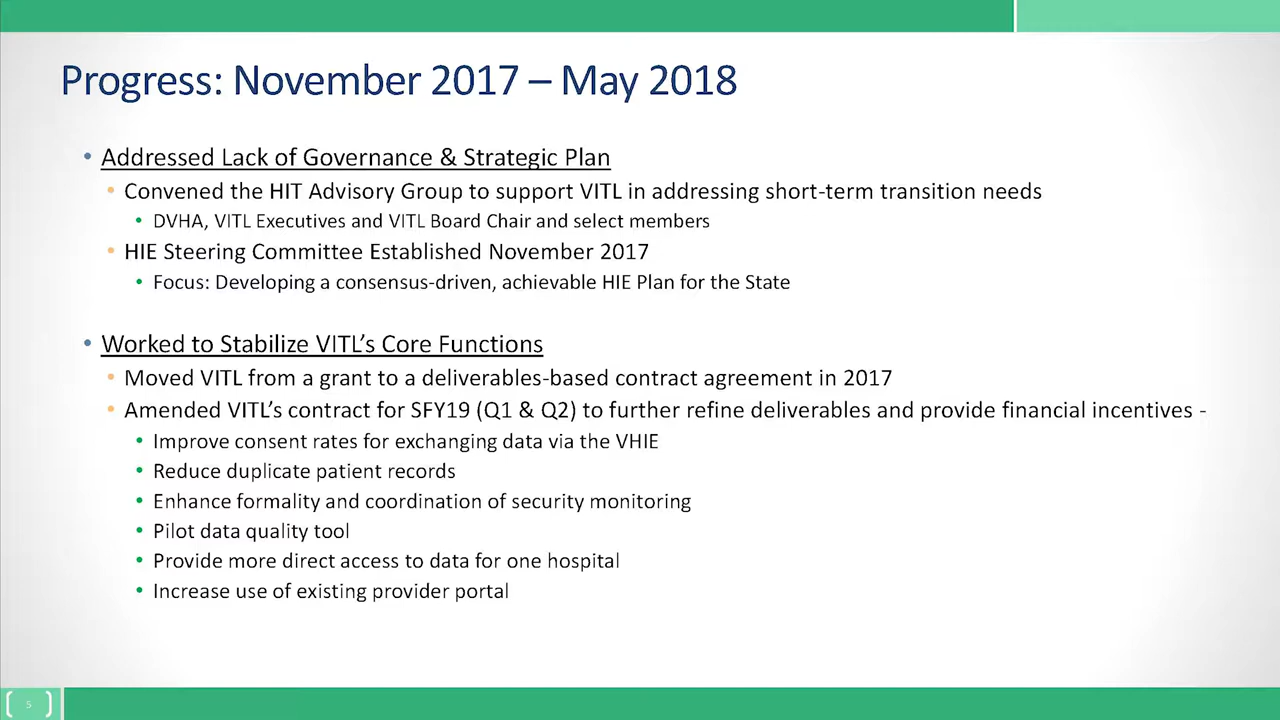 Progress: November 2017 – May 2018
• Addressed Lack of Governance & Strategic Plan
• Convened the HIT Advisory Group to support VITL in addressing short-term transition needs
• DVHA, VITL Executives and VITL Board Chair and select members
• HIE Steering Committee Established November 2017
• Focus: Developing a consensus-driven, achievable HIE Plan for the State
• Worked to Stabilize VITL’s Core Functions
• Moved VITL from a grant to a deliverables-based contract agreement in 2017
• Amended VITL’s contract for SFY19 (Q1 & Q2) to further refine deliverables and provide financial incentives -
• Improve consent rates for exchanging data via the VHIE
• Reduce duplicate patient records
• Enhance formality and coordination of security monitoring
• Pilot data quality tool
• Provide more direct access to data for one hospital
• Increase use of existing provider portal
5